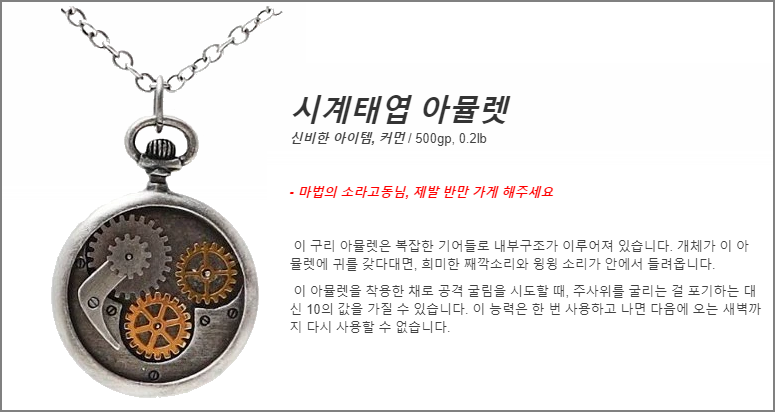 시계태엽 아뮬렛
신비한 아이템, 커먼 / 500gp, 0.2lb
- 마법의 소라고동님, 제발 반만 가게 해주세요
이 구리 아뮬렛은 복잡한 기어들로 내부구조가 이루어져 있습니다. 개체가 이 아
뮬렛에 귀를 갖다대면, 희미한 째깍소리와 윙윙 소리가 안에서 들려옵니다.
이 아뮬렛을 착용한 채로 공격 굴림을 시도할 때, 주사위를 굴리는 걸 포기하는 대
신 10의 값을 가질 수 있습니다. 이 능력은 한 번 사용하고 나면 다음에 오는 새벽까
지 다시 사용할 수 없습니다.